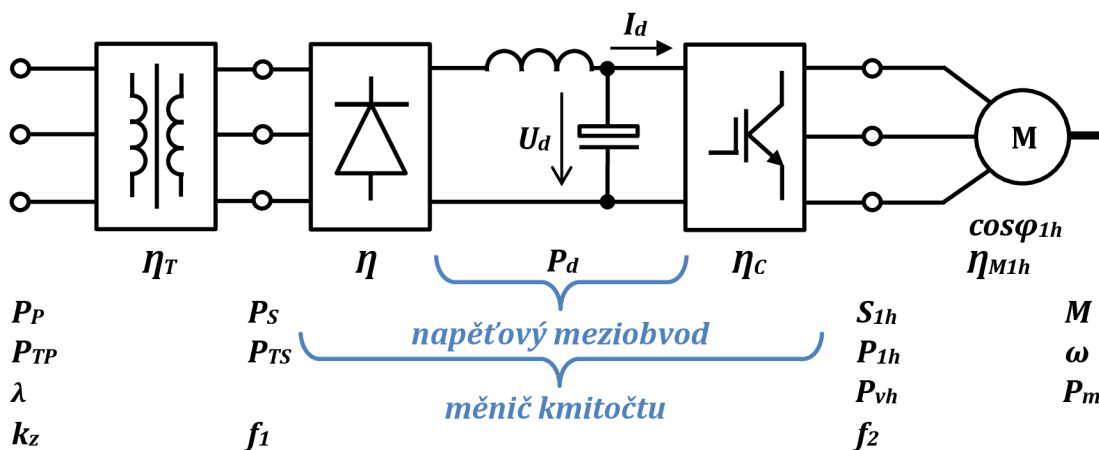 I_d
U_d
M
cosφ_1h
η_T η P_d η_C η_M1h
napěťový meziobvod
měnič kmitočtu
P_P P_S S_1h M
P_TP P_TS P_1h ω
λ P_vh P_m
k_z f_1 f_2